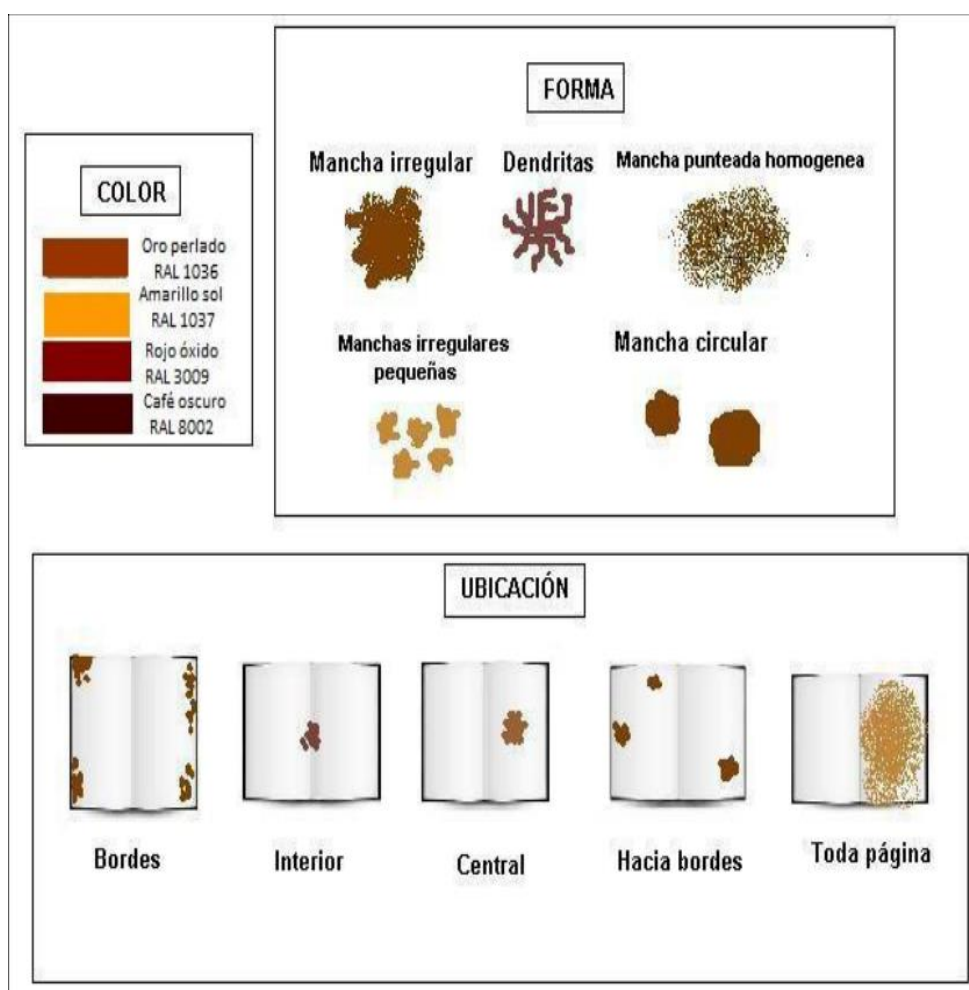 FORMA
Mancha irregular
Dendritas
Mancha punteada homogenea
Manchas irregulares
pequeñas
Mancha circular
COLOR
Oro perlado
RAL 1036
Amarillo sol
RAL 1037
Rojo óxido
RAL 3009
Café oscuro
RAL 8002
UBICACIÓN
Bordes
Interior
Central
Hacia bordes
Toda página